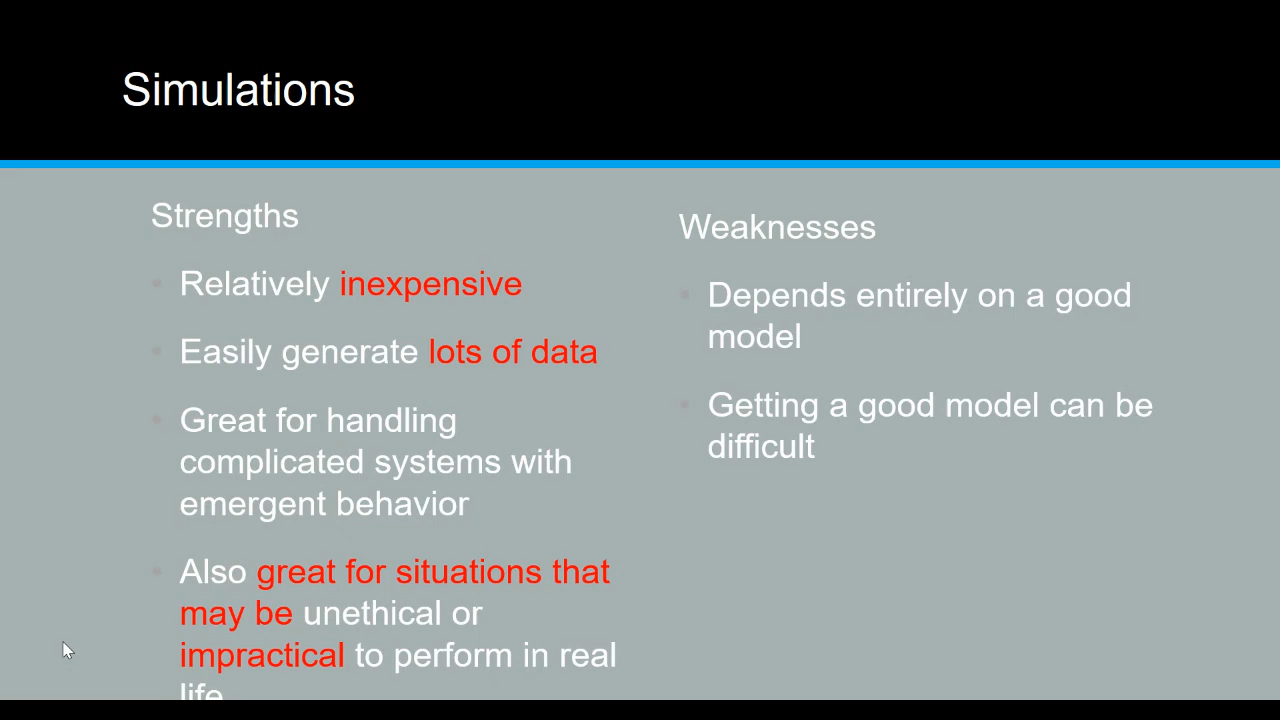 Simulations
Strengths
Relatively inexpensive
Easily generate lots of data
Great for handling
complicated systems with
emergent behavior
Also great for situations that
may be unethical or
impractical to perform in real
life
Weaknesses
Depends entirely on a good
model
Getting a good model can be
difficult